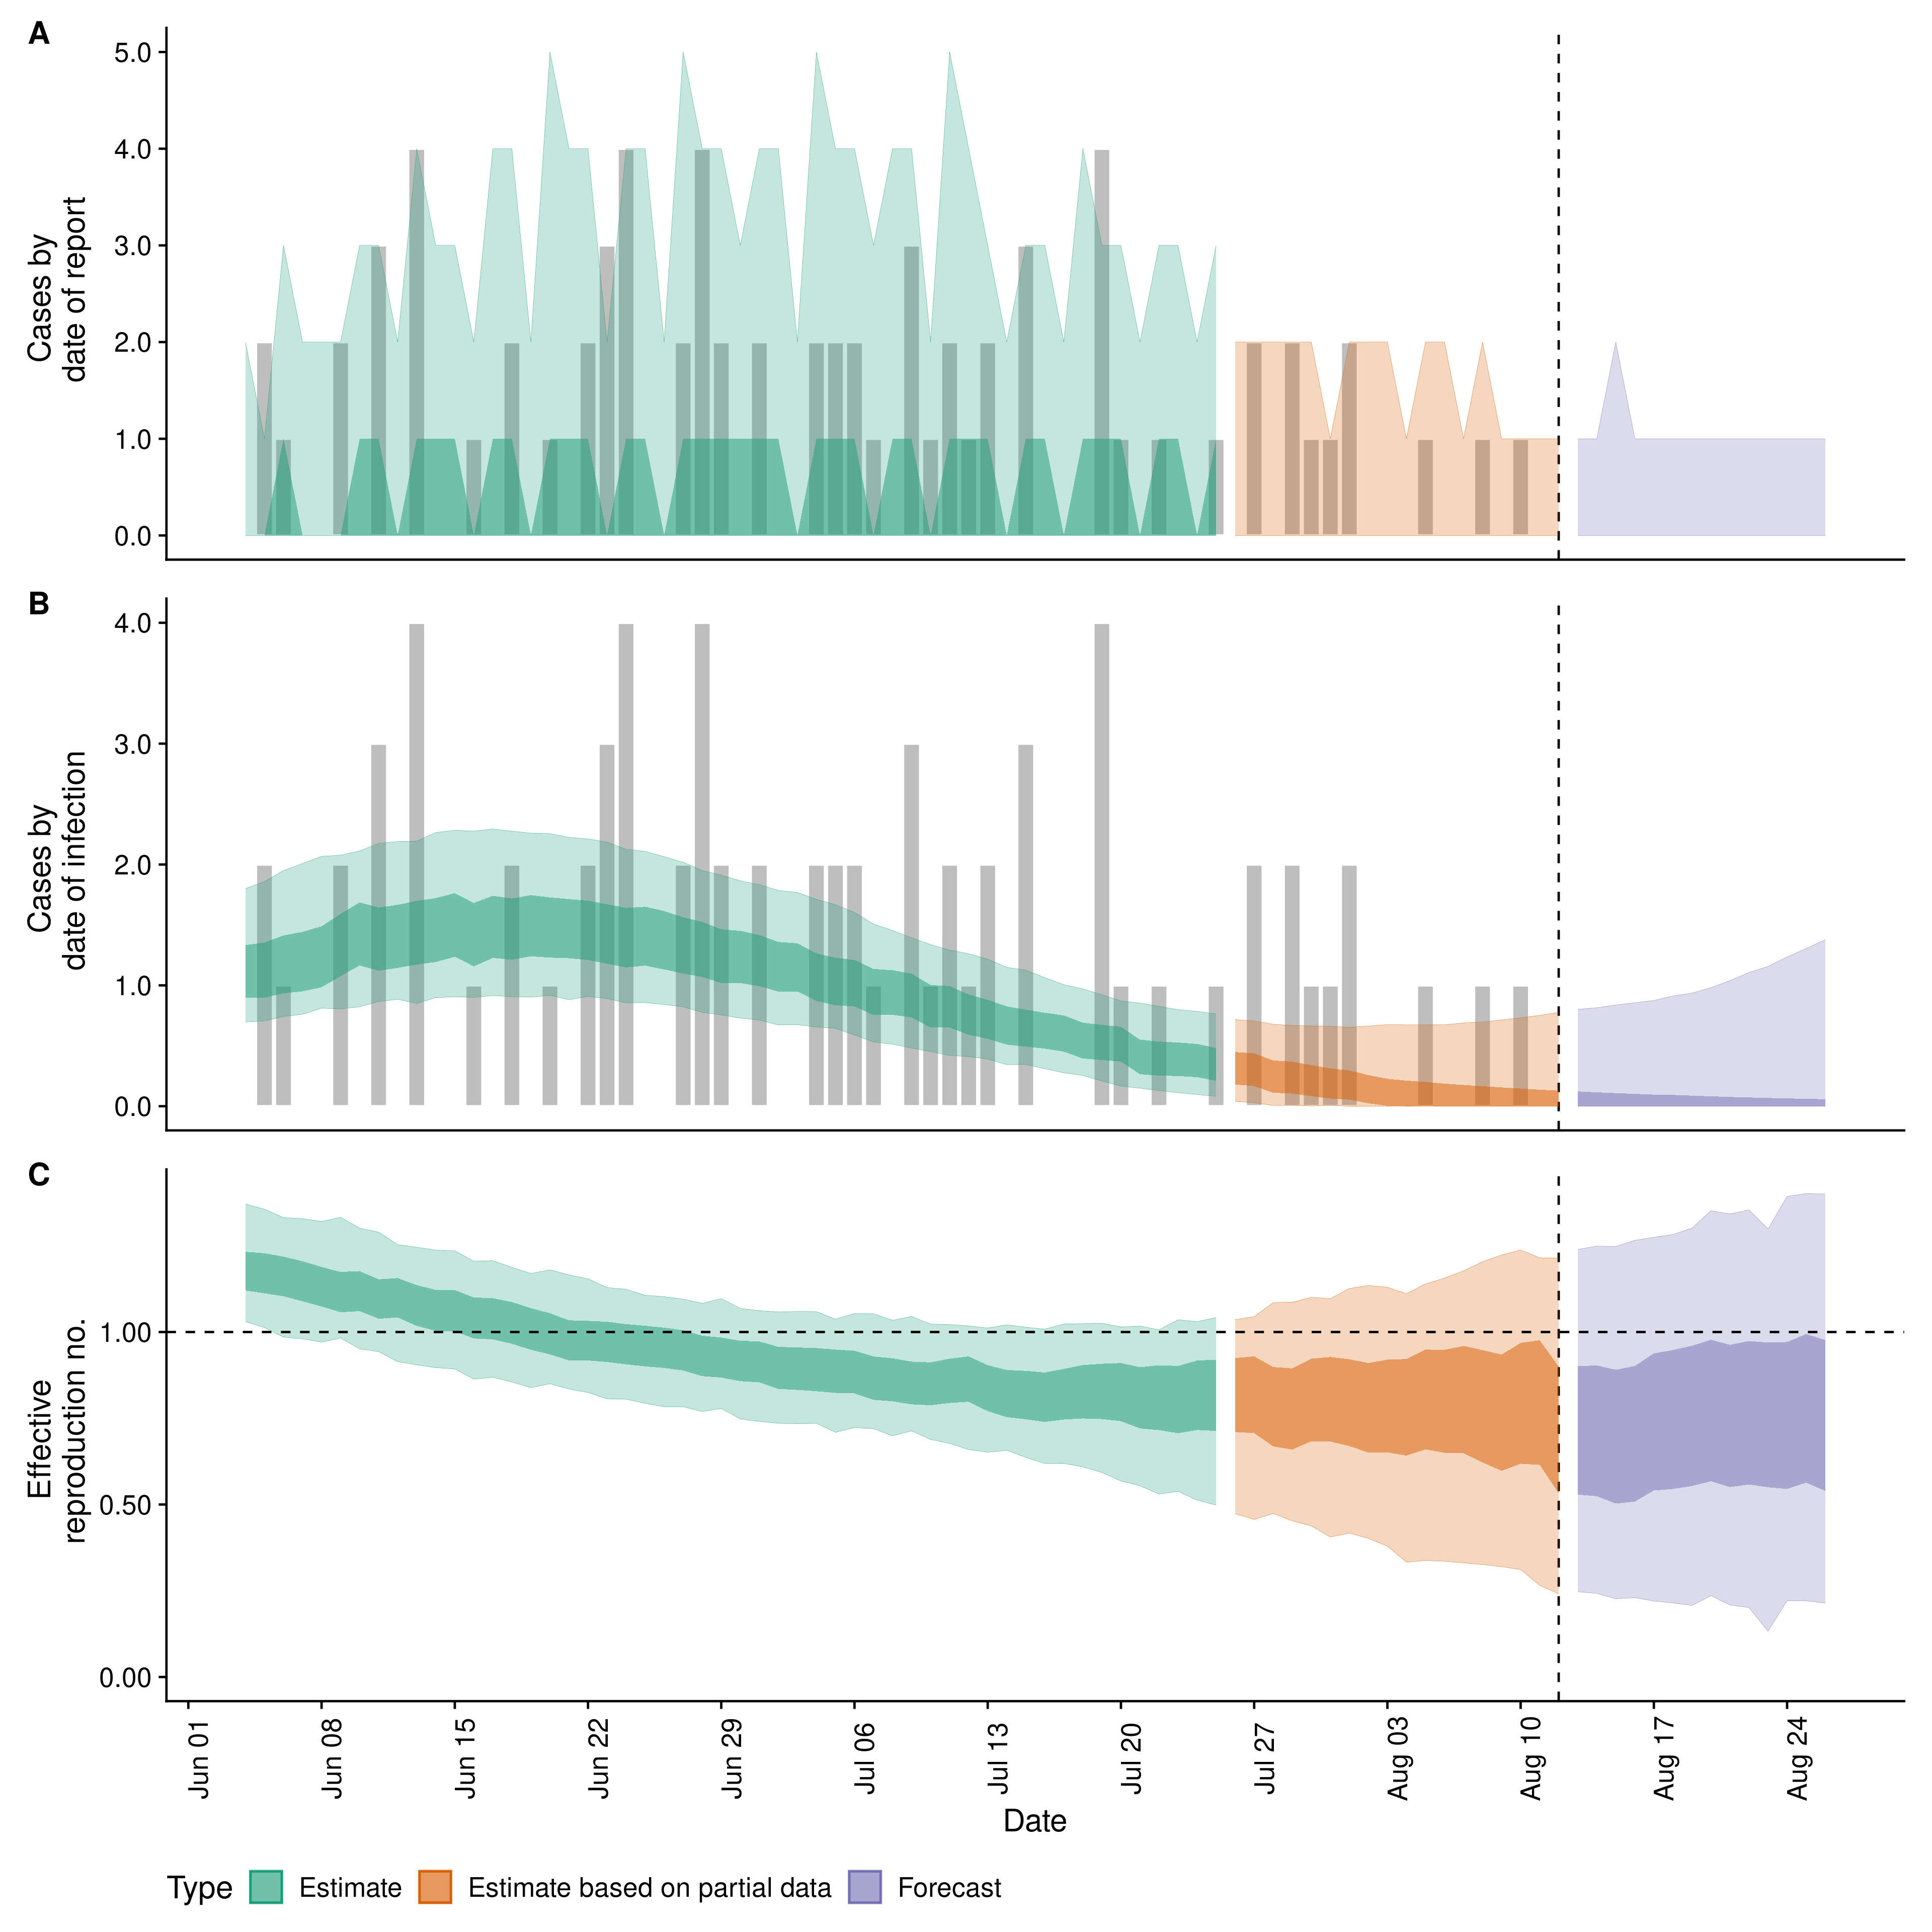 A
5.0
4.0
3.0
2.0
1.0
0.0
Cases by
date of report
B
4.0
3.0
2.0
1.0
0.0
Cases by
date of infection
C
1.00
0.50
0.00
Effective
reproduction no.
Jun 01
Jun 08
Jun 15
Jun 22
Jun 29
Jul 06
Jul 13
Jul 20
Jul 27
Aug 03
Aug 10
Aug 17
Aug 24
Date
Type Estimate Estimate based on partial data Forecast